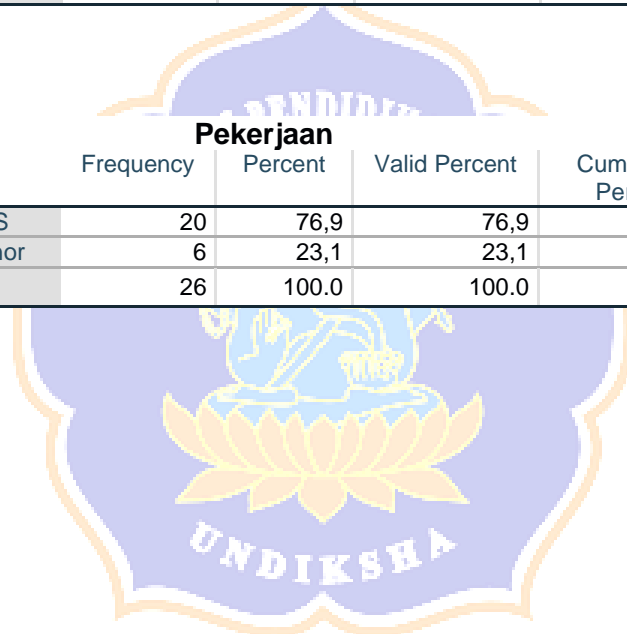 Pekerjaan
Frequency Percent Valid Percent
20 76,9 76,9
6 23,1 23,1
26 100.0 100.0
UNDIKSHA